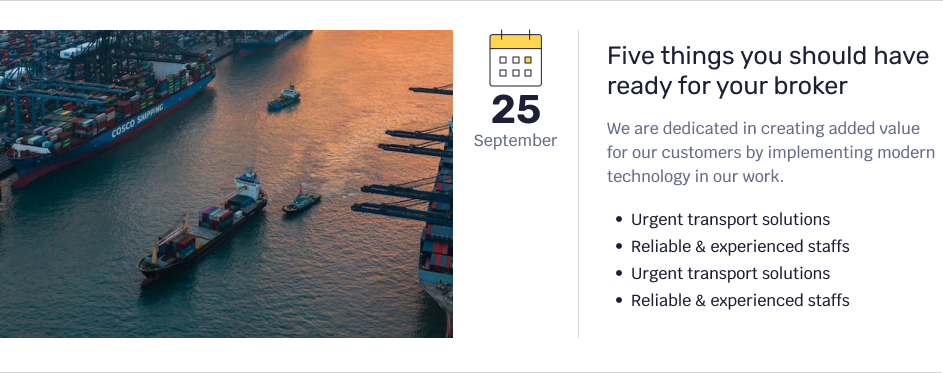 COSCO SHIPPING
25
September
Five things you should have
ready for your broker
We are dedicated in creating added value
for our customers by implementing modern
technology in our work.
Urgent transport solutions
Reliable & experienced staffs
Urgent transport solutions
Reliable & experienced staffs